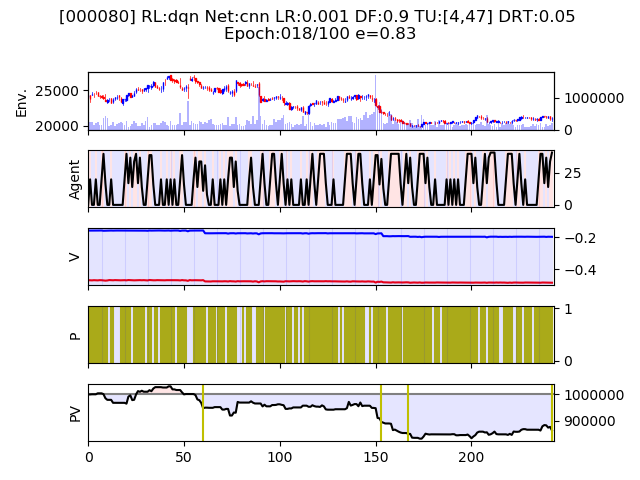 [000080] RL:dqn Net:cnn LR:0.001 DF:0.9 TU:[4,47] DRT:0.05
Epoch:018/100 e=0.83
Env.
25000
20000
1000000
0
Agent
25
0
V
−0.2
−0.4
P
1
0
PV
1000000
900000
0
50
100
150
200